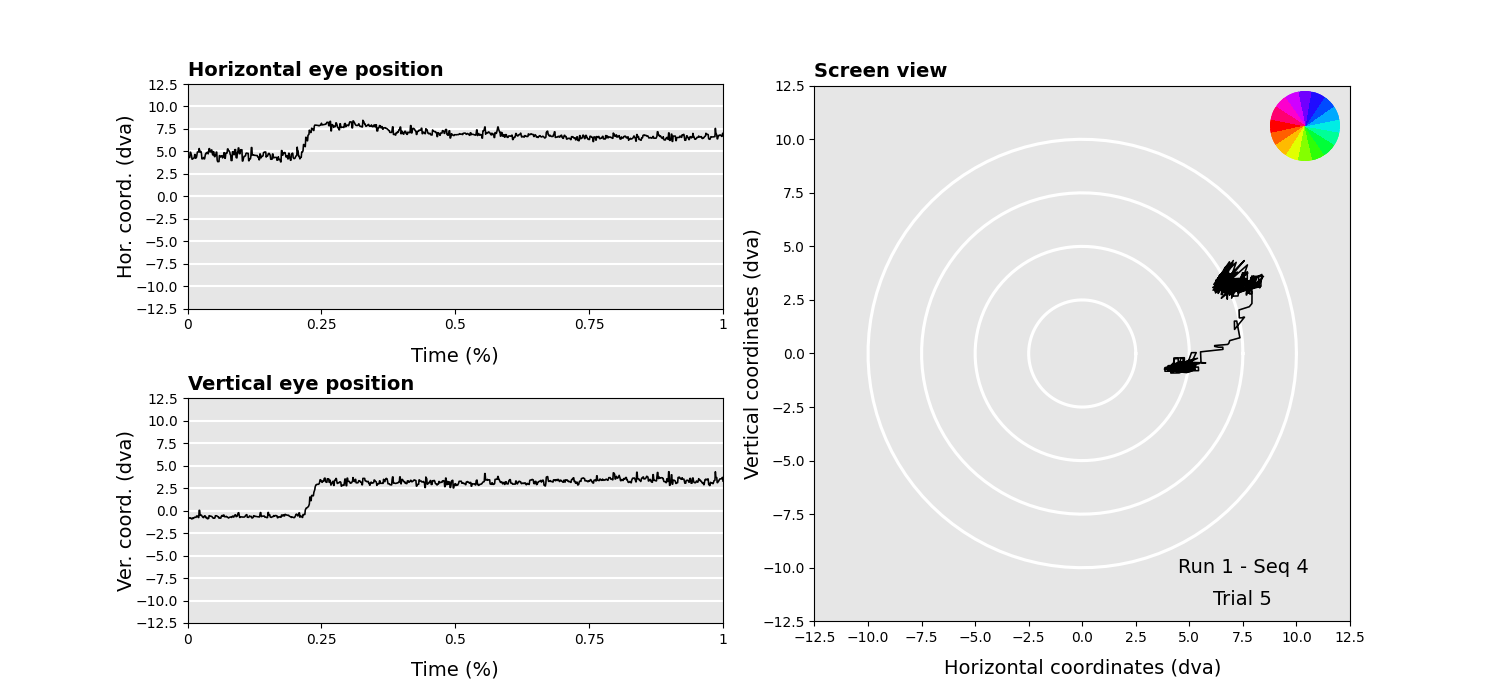 Horizontal eye position
12.5
10.0
7.5
5.0
2.5
0.0
−2.5
−5.0
−7.5
−10.0
−12.5
Hor. coord. (dva)
0 0.25 0.5 0.75 1
Time (%)
Vertical eye position
12.5
10.0
7.5
5.0
2.5
0.0
−2.5
−5.0
−7.5
−10.0
−12.5
Ver. coord. (dva)
0 0.25 0.5 0.75 1
Time (%)
Screen view
12.5
10.0
7.5
5.0
2.5
0.0
−2.5
−5.0
−7.5
−10.0
−12.5
Vertical coordinates (dva)
Run 1 - Seq 4
Trial 5
−12.5 −10.0 −7.5 −5.0 −2.5 0.0 2.5 5.0 7.5 10.0 12.5
Horizontal coordinates (dva)